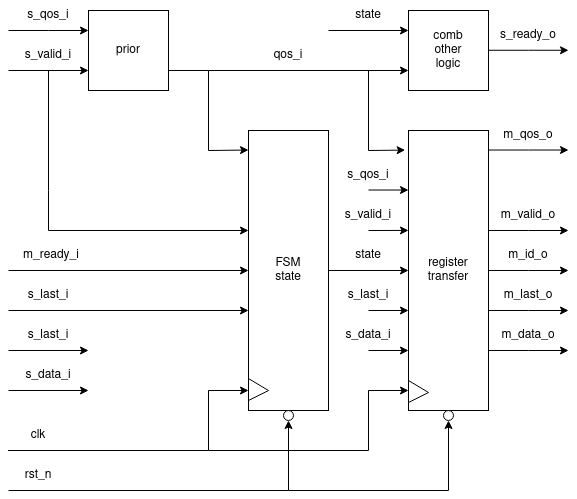 s_qos_i
state
s_valid_i
prior
qos_i
comb
other
logic
s_ready_o
m_qos_o
s_qos_i
s_valid_i
m_valid_o
m_ready_i
FSM
state
state
register
transfer
m_id_o
s_last_i
s_last_i
m_last_o
s_last_i
s_data_i
m_data_o
s_data_i
clk
rst_n